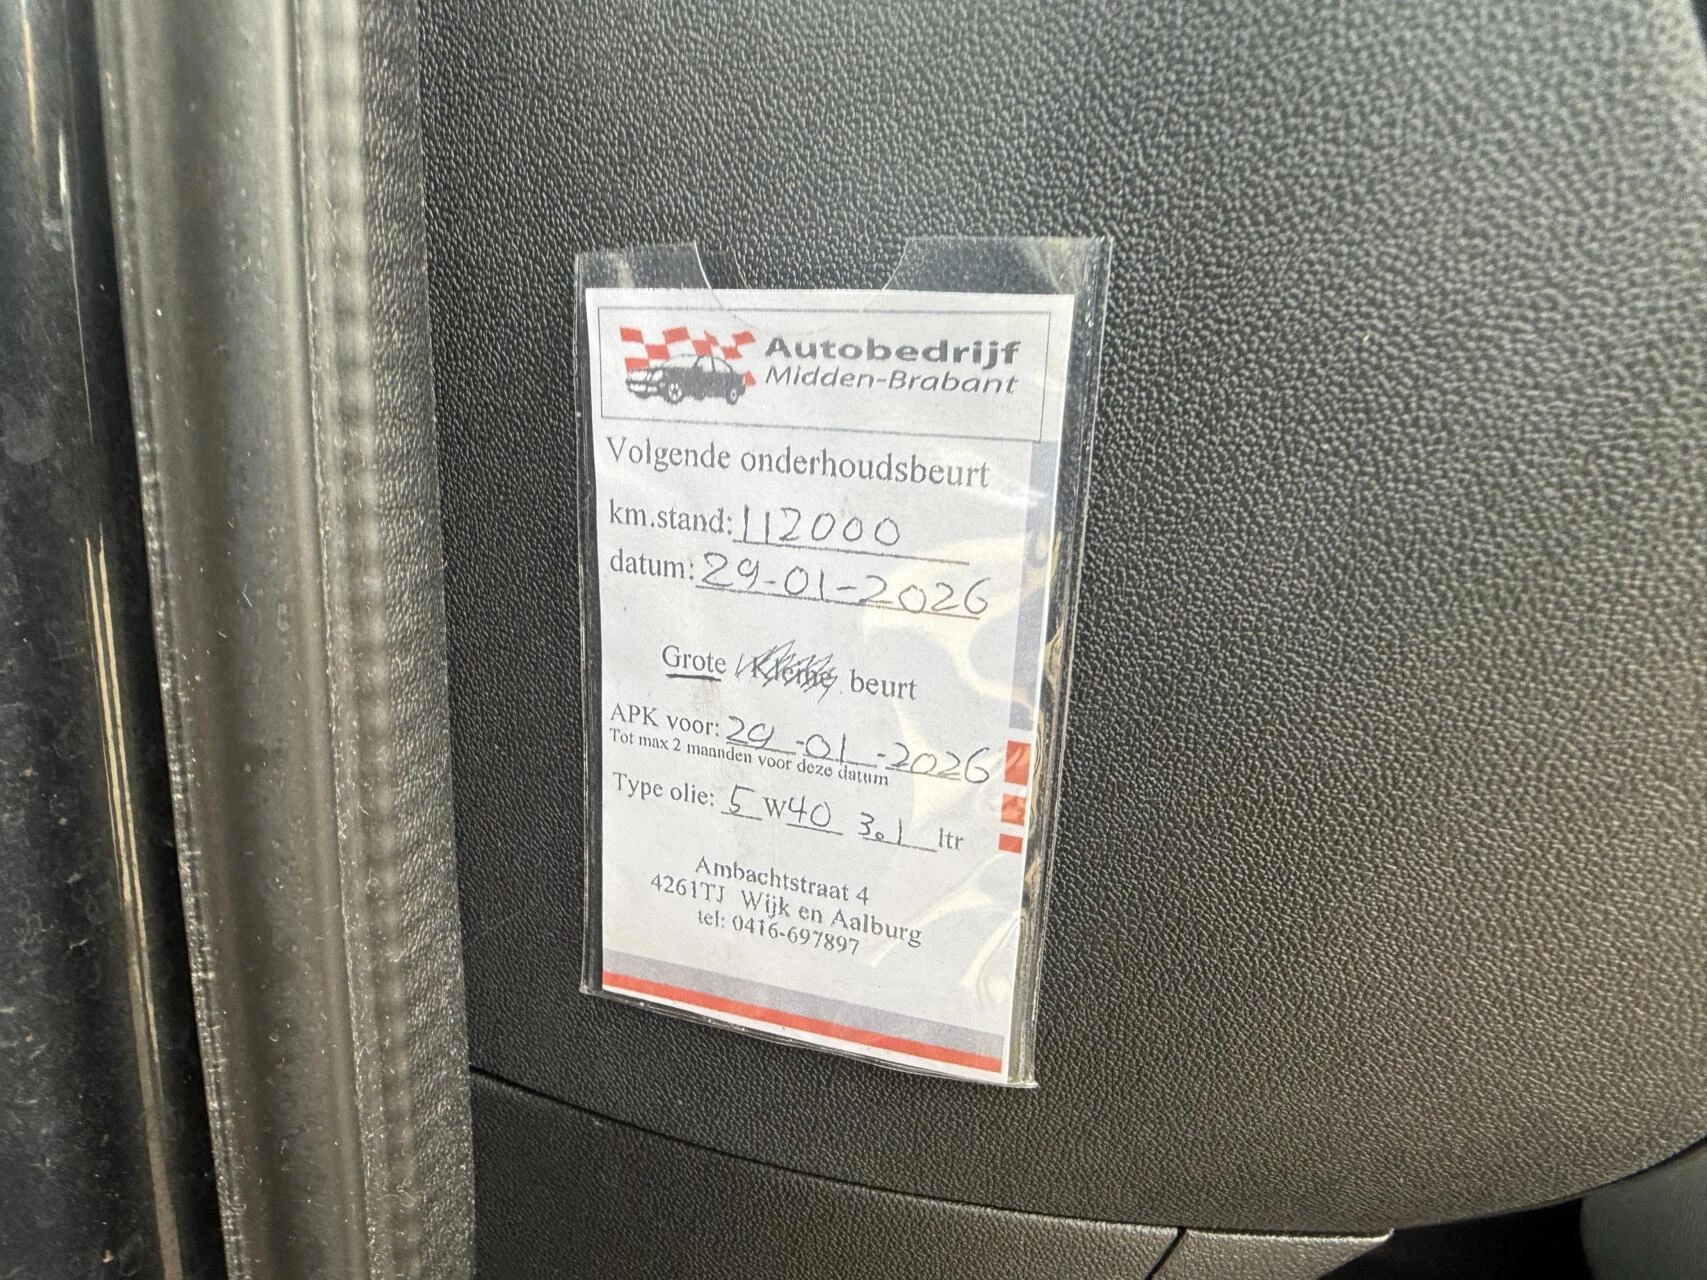 Autobedrijf
Midden-Brabant
Volgende onderhoudsbeurt
km.stand: 112000
datum: 29-01-2026
Grote / Kleine beurt
APK voor: 29-01-2026
Tot max 2 maanden voor deze datum
Type olie: 5 W40 3.1 ltr
Ambachtstraat 4
4261TJ Wijk en Aalburg
tel: 0416-697897